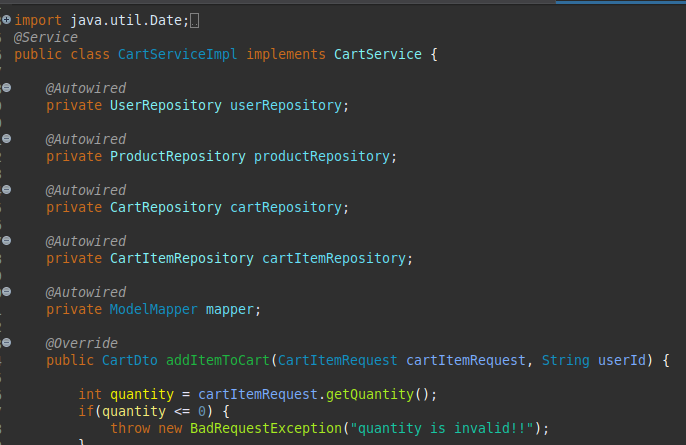 import java.util.Date;
@Service
public class CartServiceImpl implements CartService {
@Autowired
private UserRepository userRepository;
@Autowired
private ProductRepository productRepository;
@Autowired
private CartRepository cartRepository;
@Autowired
private CartItemRepository cartItemRepository;
@Autowired
private ModelMapper mapper;
@Override
public CartDto addItemToCart(CartItemRequest cartItemRequest, String userId) {
int quantity = cartItemRequest.getQuantity();
if(quantity <= 0) {
throw new BadRequestException("quantity is invalid!!");